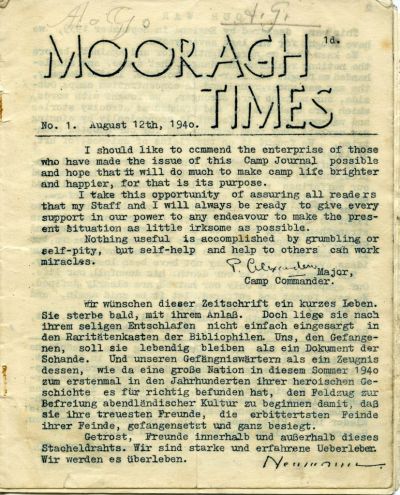 A. G.
MOORAGH
1d.
TIMES
No. 1. August 12th, 1940.
I should like to commend the enterprise of those
who have made the issue of this Camp Journal possible
and hope that it will do much to make camp life brighter
and happier, for that is its purpose.
I take this opportunity of assuring all readers
that my Staff and I will always be ready to give every
support in our power to any endeavour to make the pres-
ent situation as little irksome as possible.
Nothing useful is accomplished by grumbling or
self-pity, but self-help and help to others can work
miracles.
P. Alexander Major,
Camp Commander.
Wir wünschen dieser Zeitschrift ein kurzes Leben.
Sie sterbe bald, mit ihrem Anlaß. Doch liege sie nach
ihrem seligen Entschlafen nicht einfach eingesargt in
den Raritätenkasten der Bibliophilen. Uns, den Gefange-
nen, soll sie lebendig bleiben als ein Dokument der
Schande. Und unseren Gefängniswärtern als ein Zeugnis
dessen, wie da eine große Nation in diesem Sommer 1940
zum erstenmal in den Jahrhunderten ihrer heroischen Ge-
schichte es für richtig befunden hat, den Feldzug zur
Befreiung abendländischer Kultur zu beginnen damit, daß
sie ihre treuesten Freunde, die erbittertsten Feinde
ihrer Feinde, gefangensetzt und ganz besiegt.
Getrost, Freunde innerhalb und außerhalb dieses
Stacheldrahts. Wir sind starke und erfahrene Ueberleber.
Wir werden es überleben. Neumann